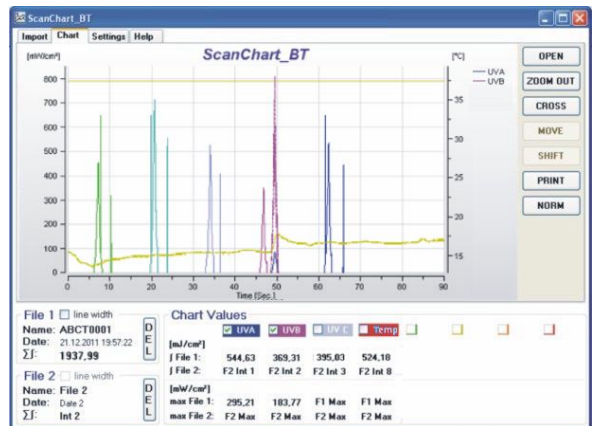 ScanChart_BT
Import Chart Settings Help
ScanChart_BT
[mW/cm²]
[°C]
800
700
600
500
400
300
200
100
0
35
30
25
20
15
0 10 20 30 40 50 60 70 80 90
Time [Sec.]
UVA
UVB
OPEN
ZOOM OUT
CROSS
MOVE
SHIFT
PRINT
NORM
File 1 line width
Name: ABCT0001
Date: 21.12.2011 19:57:22
Σ∫: 1937,99
DEL
File 2 line width
Name: File 2
Date: Date 2
Σ∫: Int 2
DEL
Chart Values
UVA UVB UV C Temp
[mJ/cm²]
∫ File 1: 544,63 369,31 395,03 524,18
∫ File 2: F2 Int 1 F2 Int 2 F2 Int 3 F2 Int 8
[mW/cm²]
max File 1: 295,21 183,77 F1 Max F1 Max
max File 2: F2 Max F2 Max F2 Max F2 Max